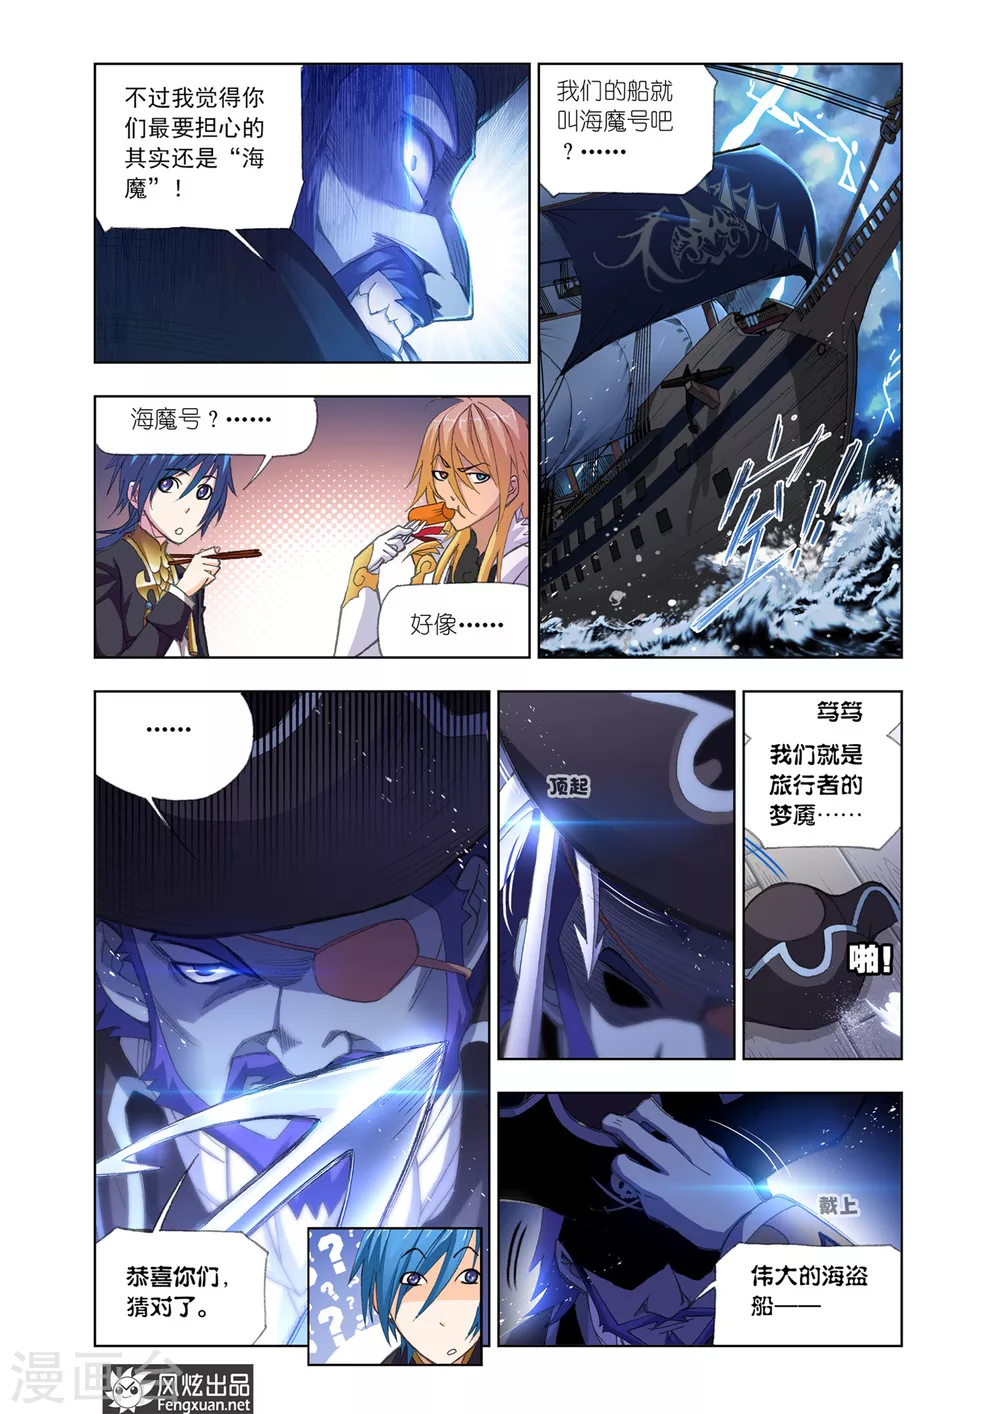 不过我觉得你
们最要担心的
其实还是“海
魔”！
我们的船就
叫海魔号吧
？……
海魔号？……
好像……
……
顶起
笃笃
我们就是
旅行者的
梦魇……
啪!
恭喜你们，
猜对了。
???
戴上
伟大的海盗
船——
漫画台
风炫出品
Fengxuan.net